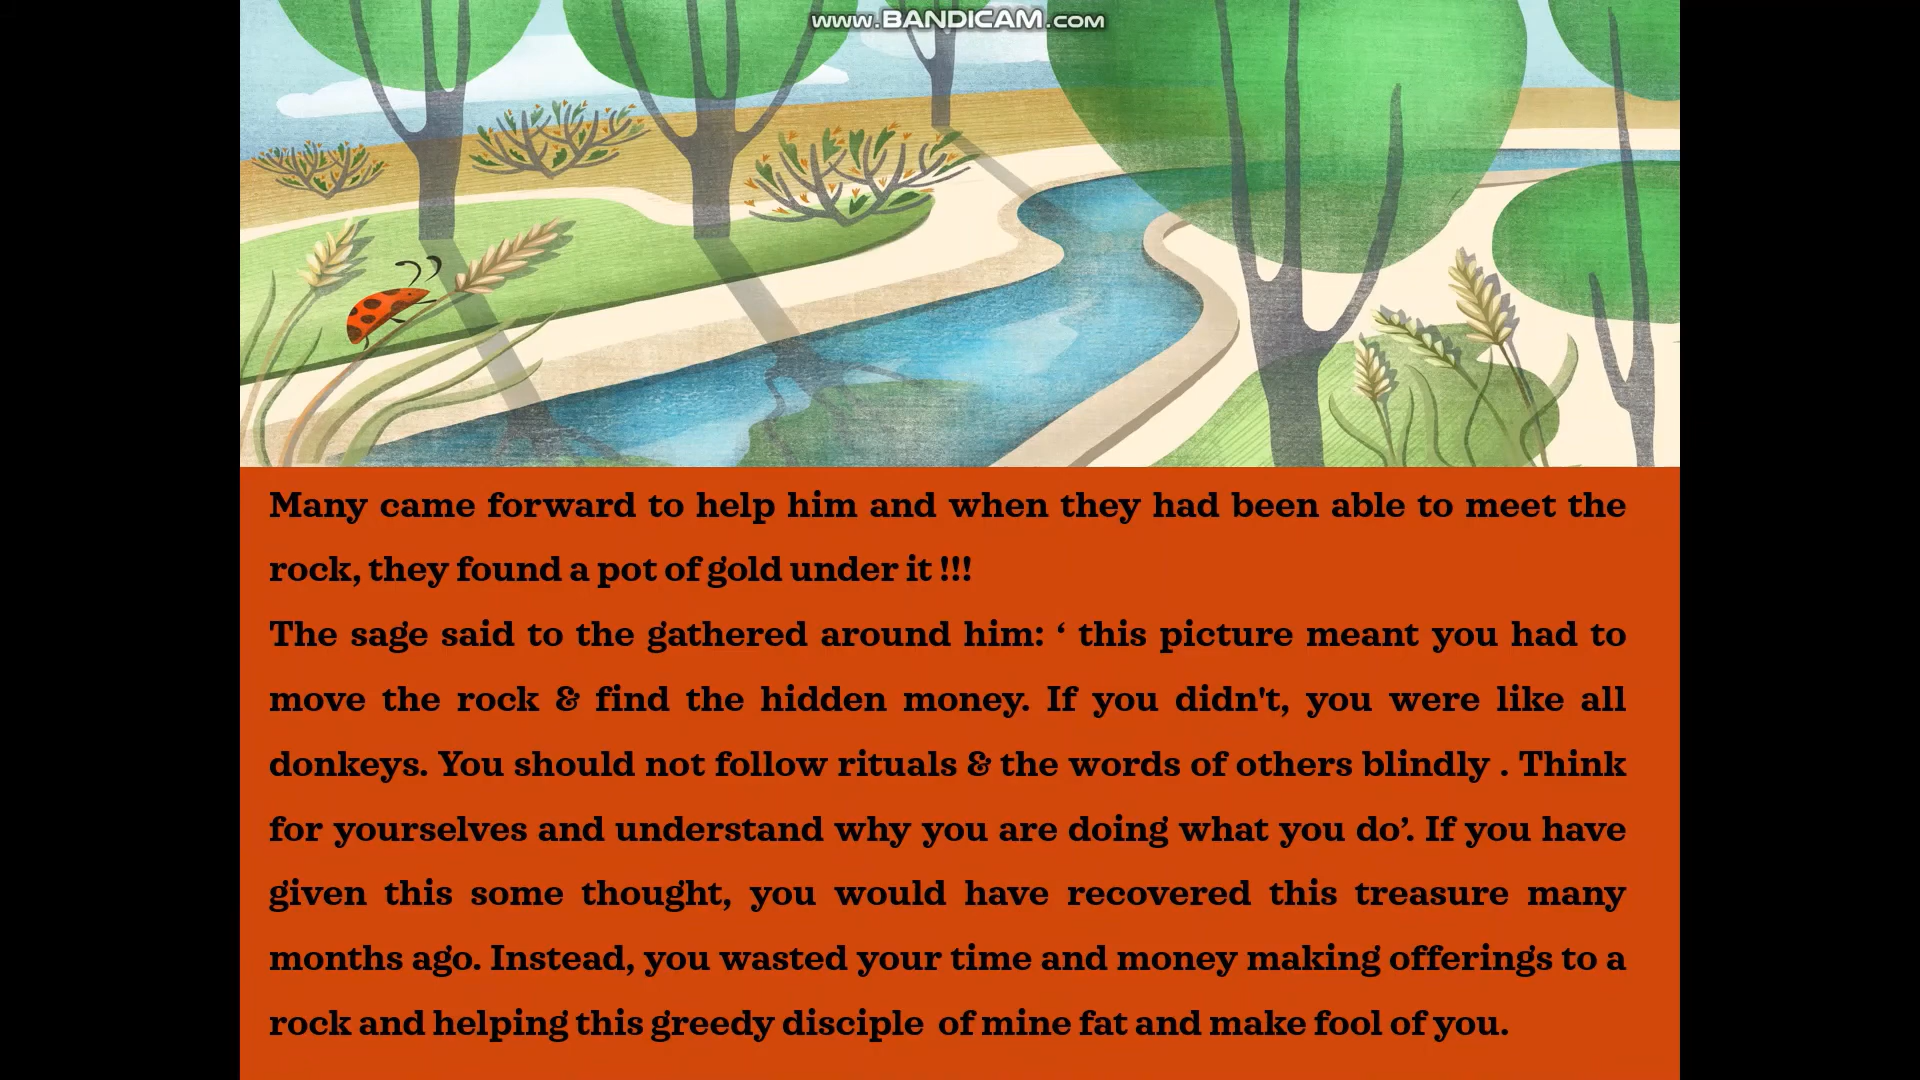 www.BANDICAM.com
Many came forward to help him and when they had been able to meet the
rock, they found a pot of gold under it !!!
The sage said to the gathered around him: ‘ this picture meant you had to
move the rock & find the hidden money. If you didn't, you were like all
donkeys. You should not follow rituals & the words of others blindly . Think
for yourselves and understand why you are doing what you do’. If you have
given this some thought, you would have recovered this treasure many
months ago. Instead, you wasted your time and money making offerings to a
rock and helping this greedy disciple of mine fat and make fool of you.